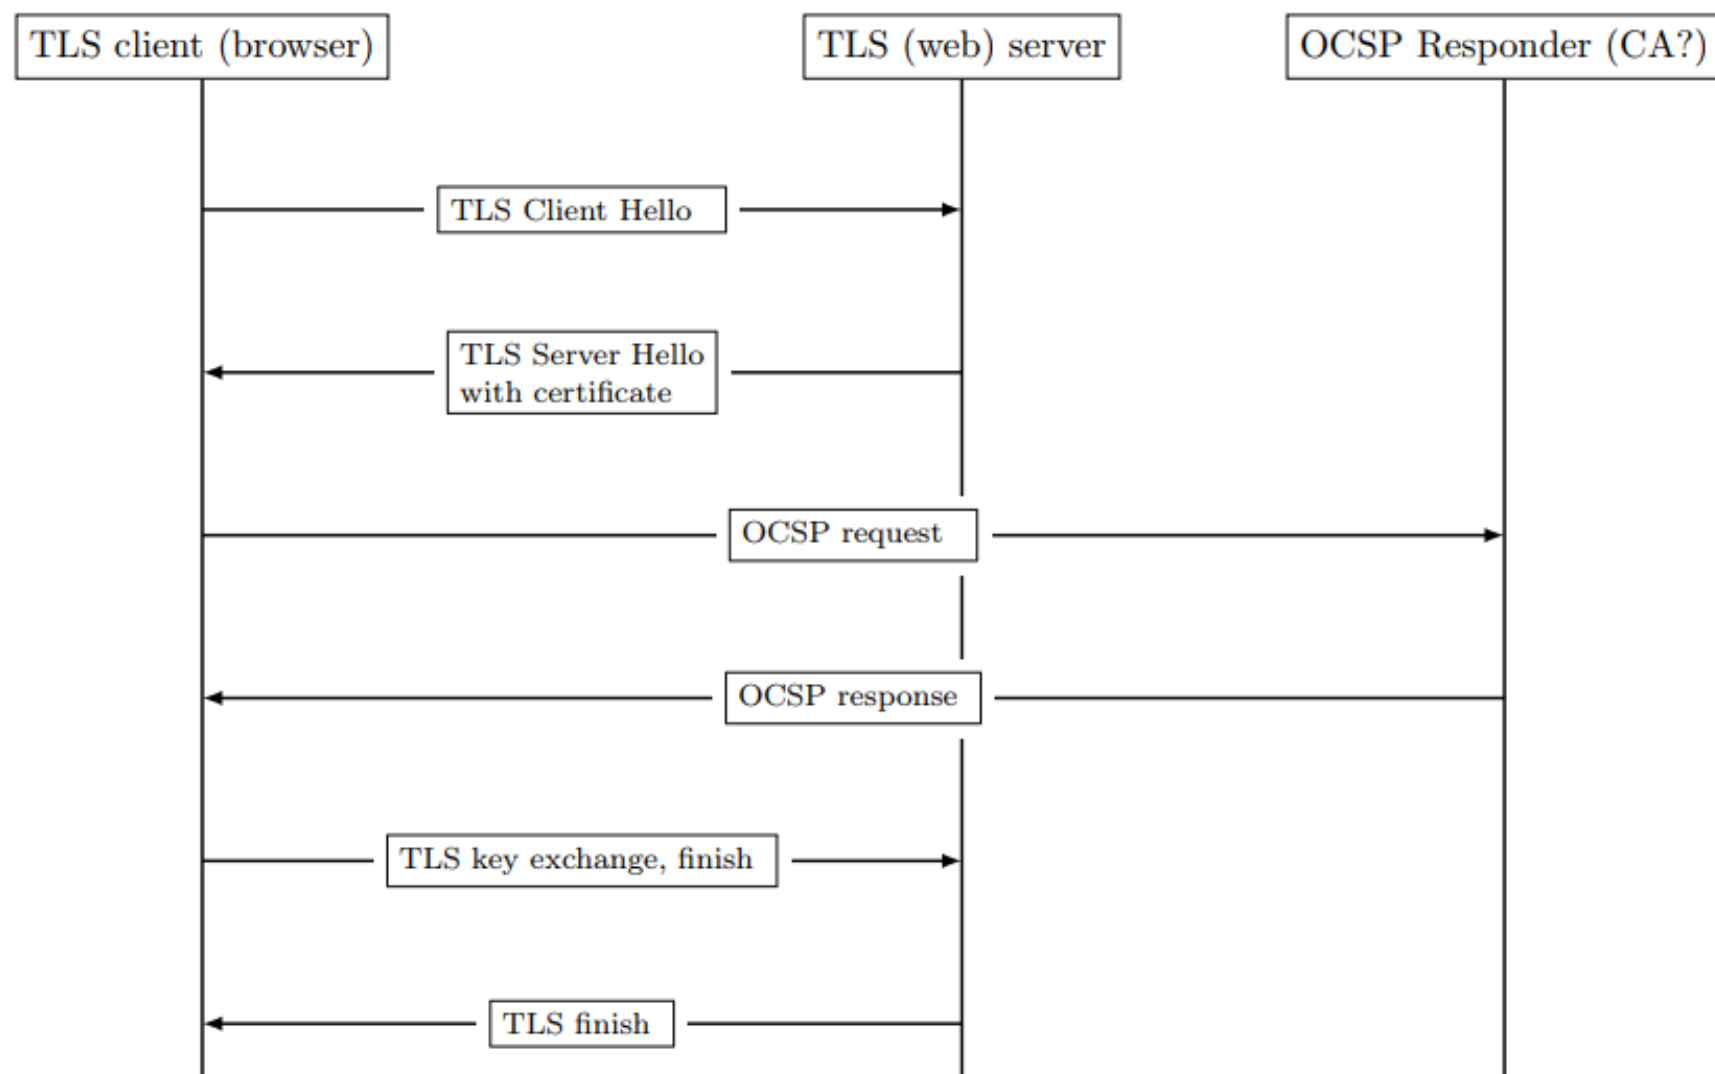 TLS client (browser)
TLS (web) server
OCSP Responder (CA?)
TLS Client Hello
TLS Server Hello
with certificate
OCSP request
OCSP response
TLS key exchange, finish
TLS finish